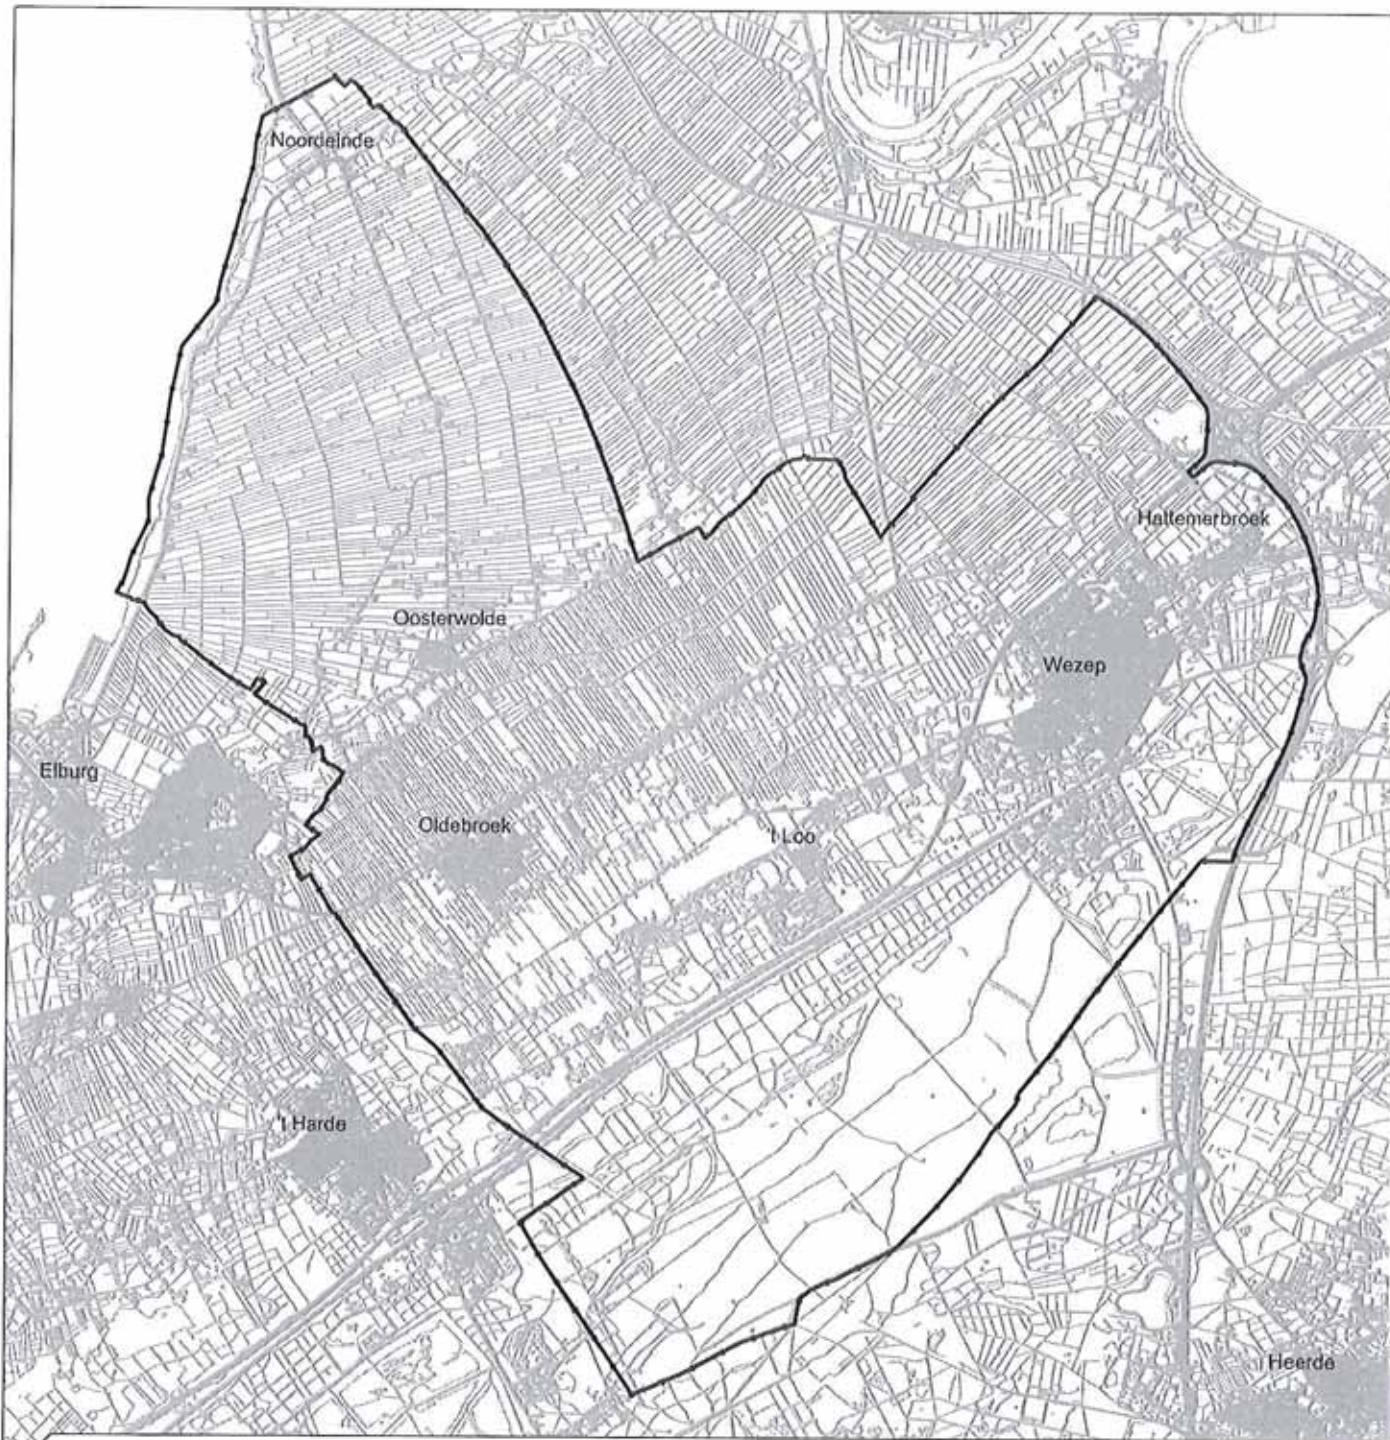 Noordeinde
Hattemerbroek
Oosterwolde
Wezep
Elburg
Oldebroek
't Loo
't Harde
Heerde